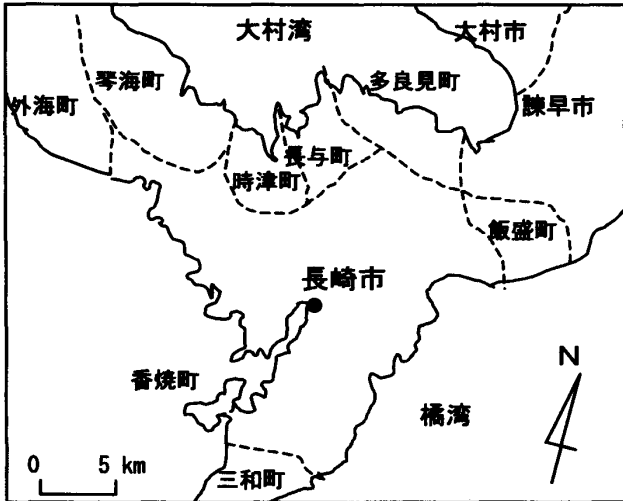 大村湾
大村市
琴海町
多良見町
外海町
諫早市
長与町
時津町
飯盛町
長崎市
N
香焼町
橘湾
0 5 km
三和町